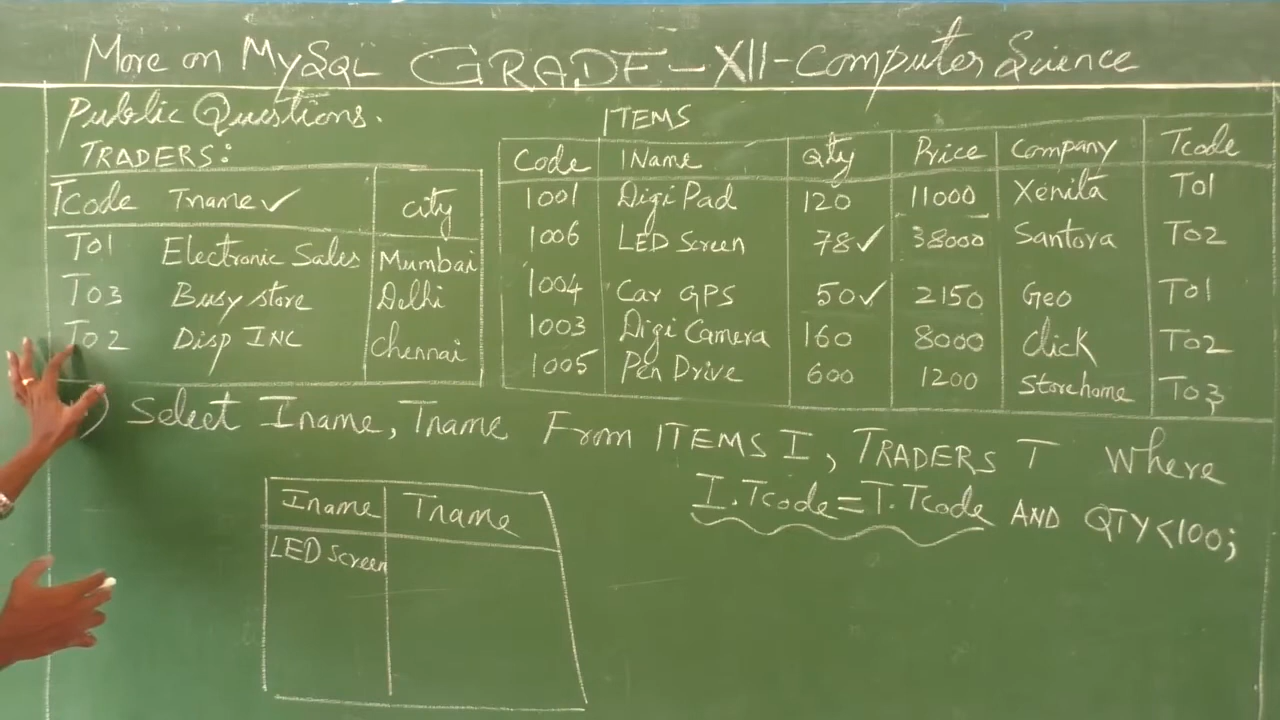 More on MySQL GRADE-XII-Computer Science
Public Questions.
TRADERS:
Tcode Tname ✓ city
T01 Electronic Sales Mumbai
T03 Busy store Delhi
T02 Disp INC Chennai
ITEMS
Code IName Qty Price Company Tcode
1001 Digi Pad 120 11000 Xenita T01
1006 LED Screen 78 ✓ 38000 Santora T02
1004 Car GPS 50 ✓ 2150 Geo T01
1003 Digi Camera 160 8000 Click T02
1005 Pen Drive 600 1200 Storehome T03
) Select Iname, Tname From ITEMS I, TRADERS T Where
I.Tcode=T.Tcode AND QTY<100;
Iname Tname
LED Screen